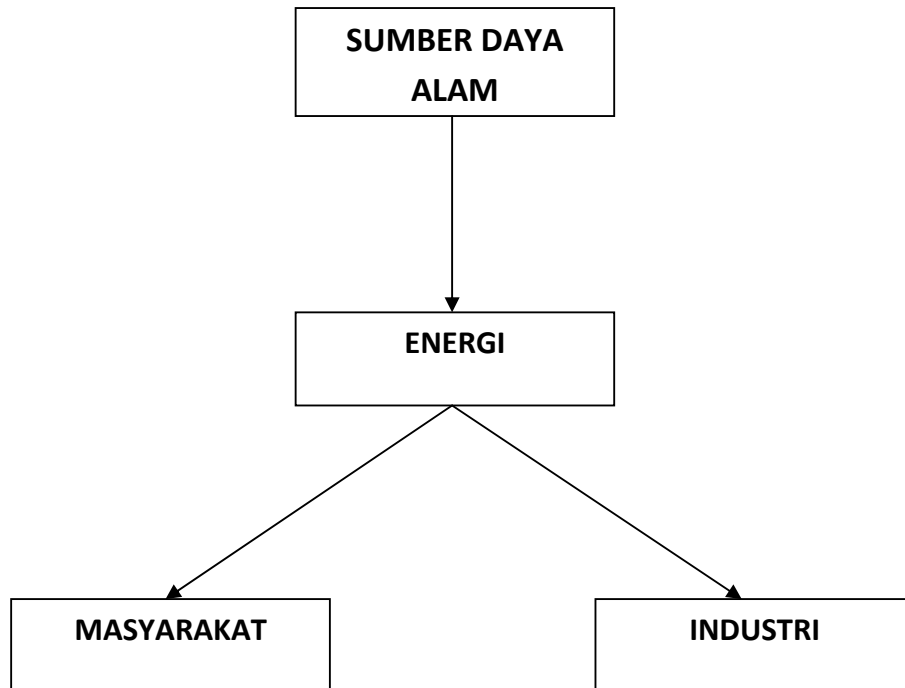 SUMBER DAYA
ALAM
ENERGI
MASYARAKAT
INDUSTRI